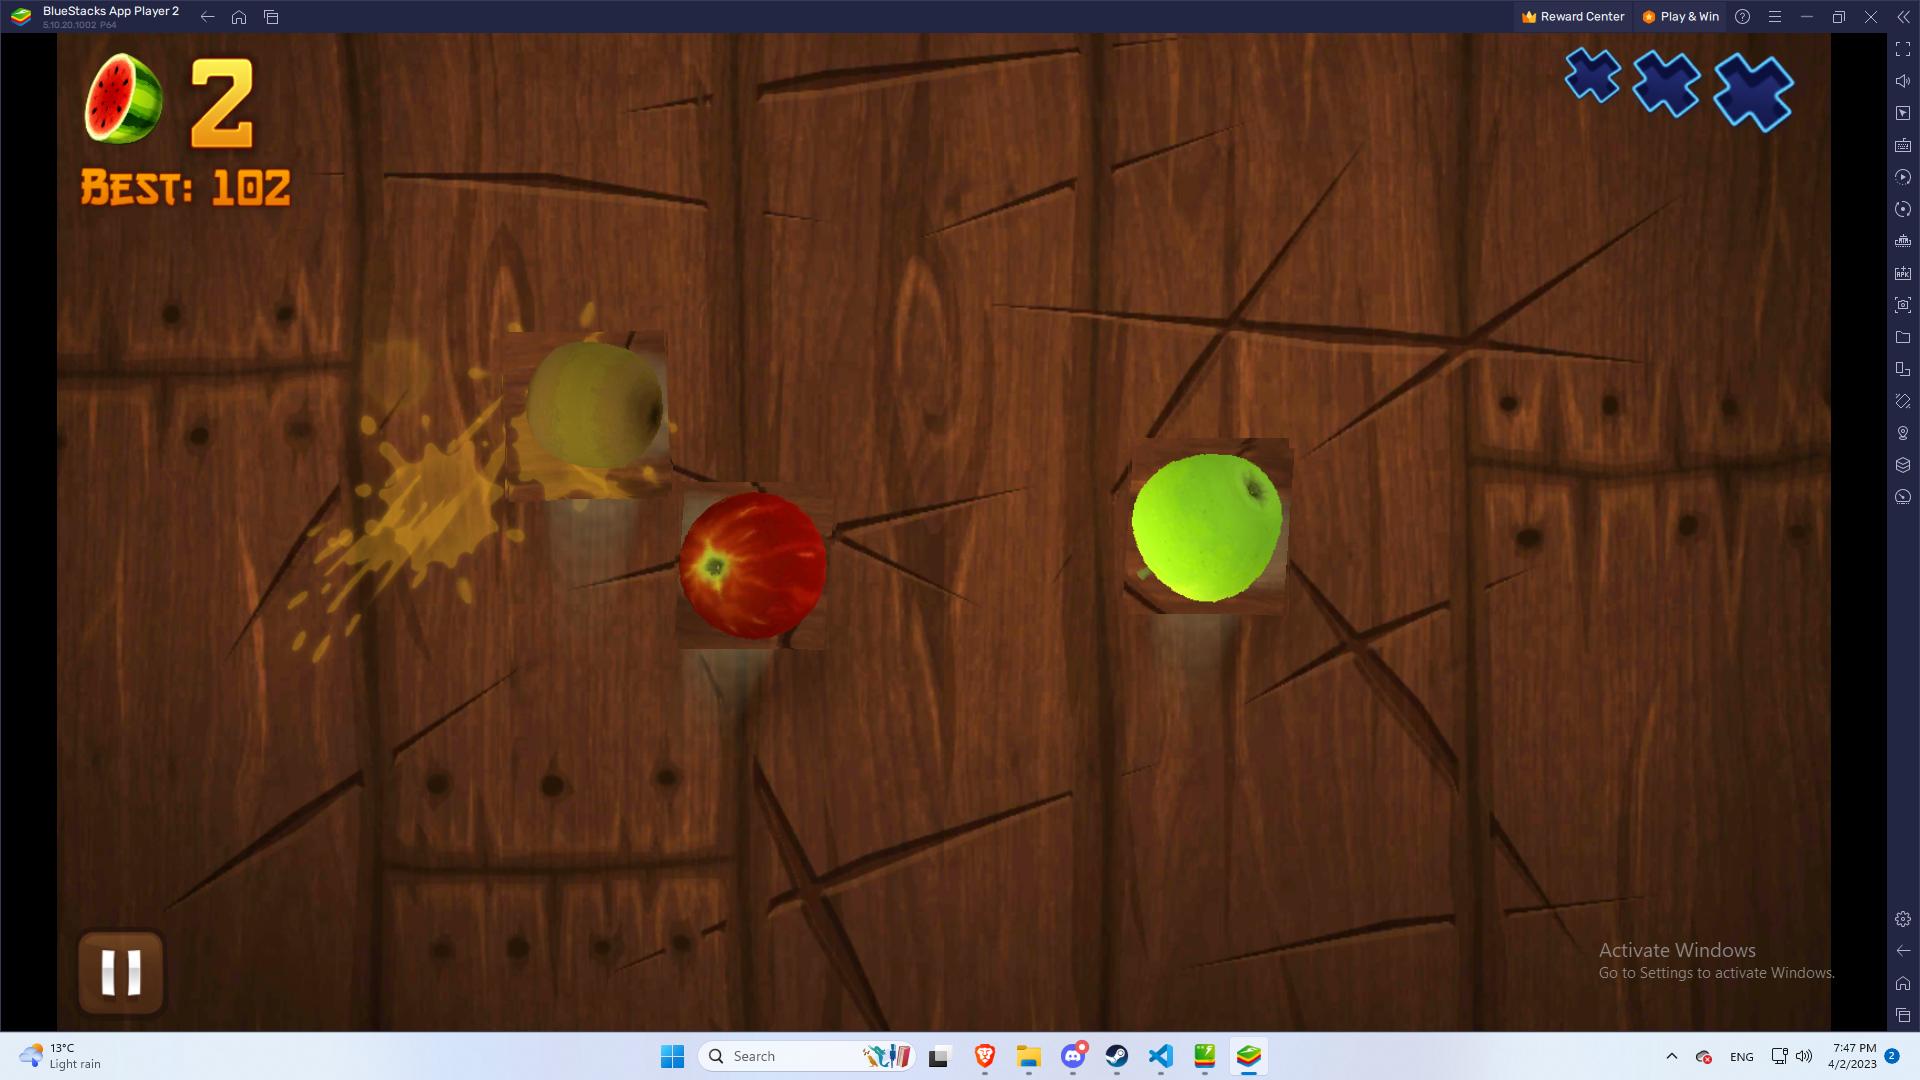 BlueStacks App Player 2
5.10.20.1002 P64
Reward Center
Play & Win
2
BEST: 102
Activate Windows
Go to Settings to activate Windows.
13°C
Light rain
Search
ENG
7:47 PM
4/2/2023
2